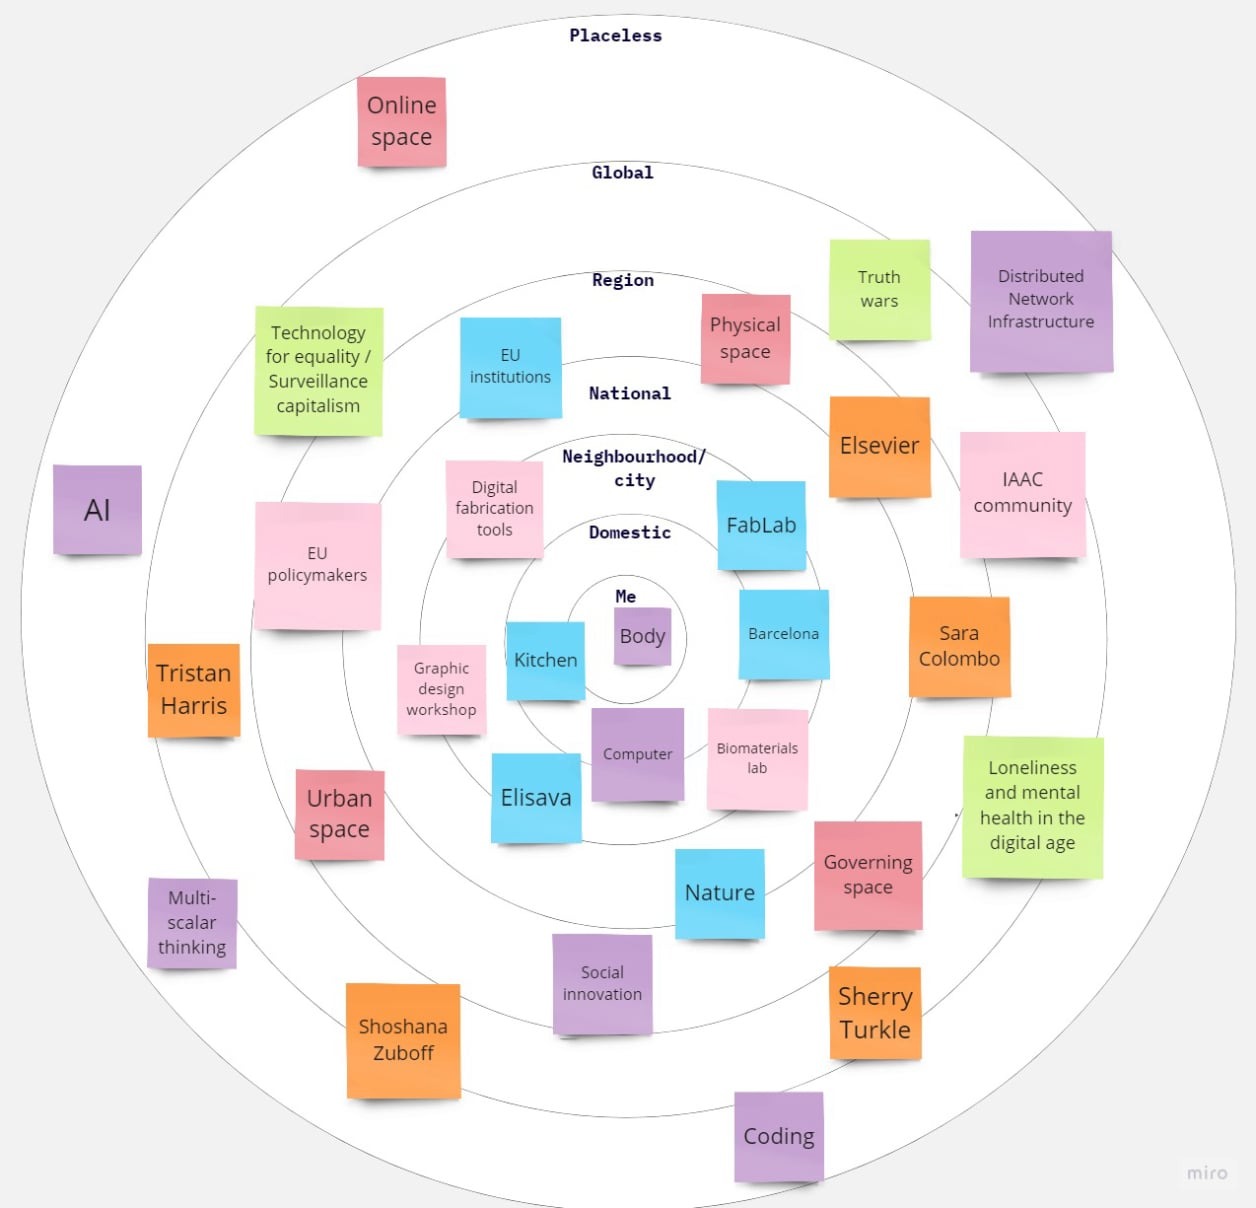 Placeless
Online
space
Global
Region
Truth
wars
Distributed
Network
Infrastructure
Technology
for equality /
Surveillance
capitalism
EU
institutions
Physical
space
National
Elsevier
Neighbourhood/
city
Digital
fabrication
tools
FabLab
IAAC
community
AI
Domestic
EU
policymakers
Me
Body
Kitchen
Barcelona
Sara
Colombo
Tristan
Harris
Graphic
design
workshop
Computer
Biomaterials
lab
Elisava
Urban
space
Loneliness
and mental
health in the
digital age
Governing
space
Nature
Multi-
scalar
thinking
Social
innovation
Sherry
Turkle
Shoshana
Zuboff
Coding
miro